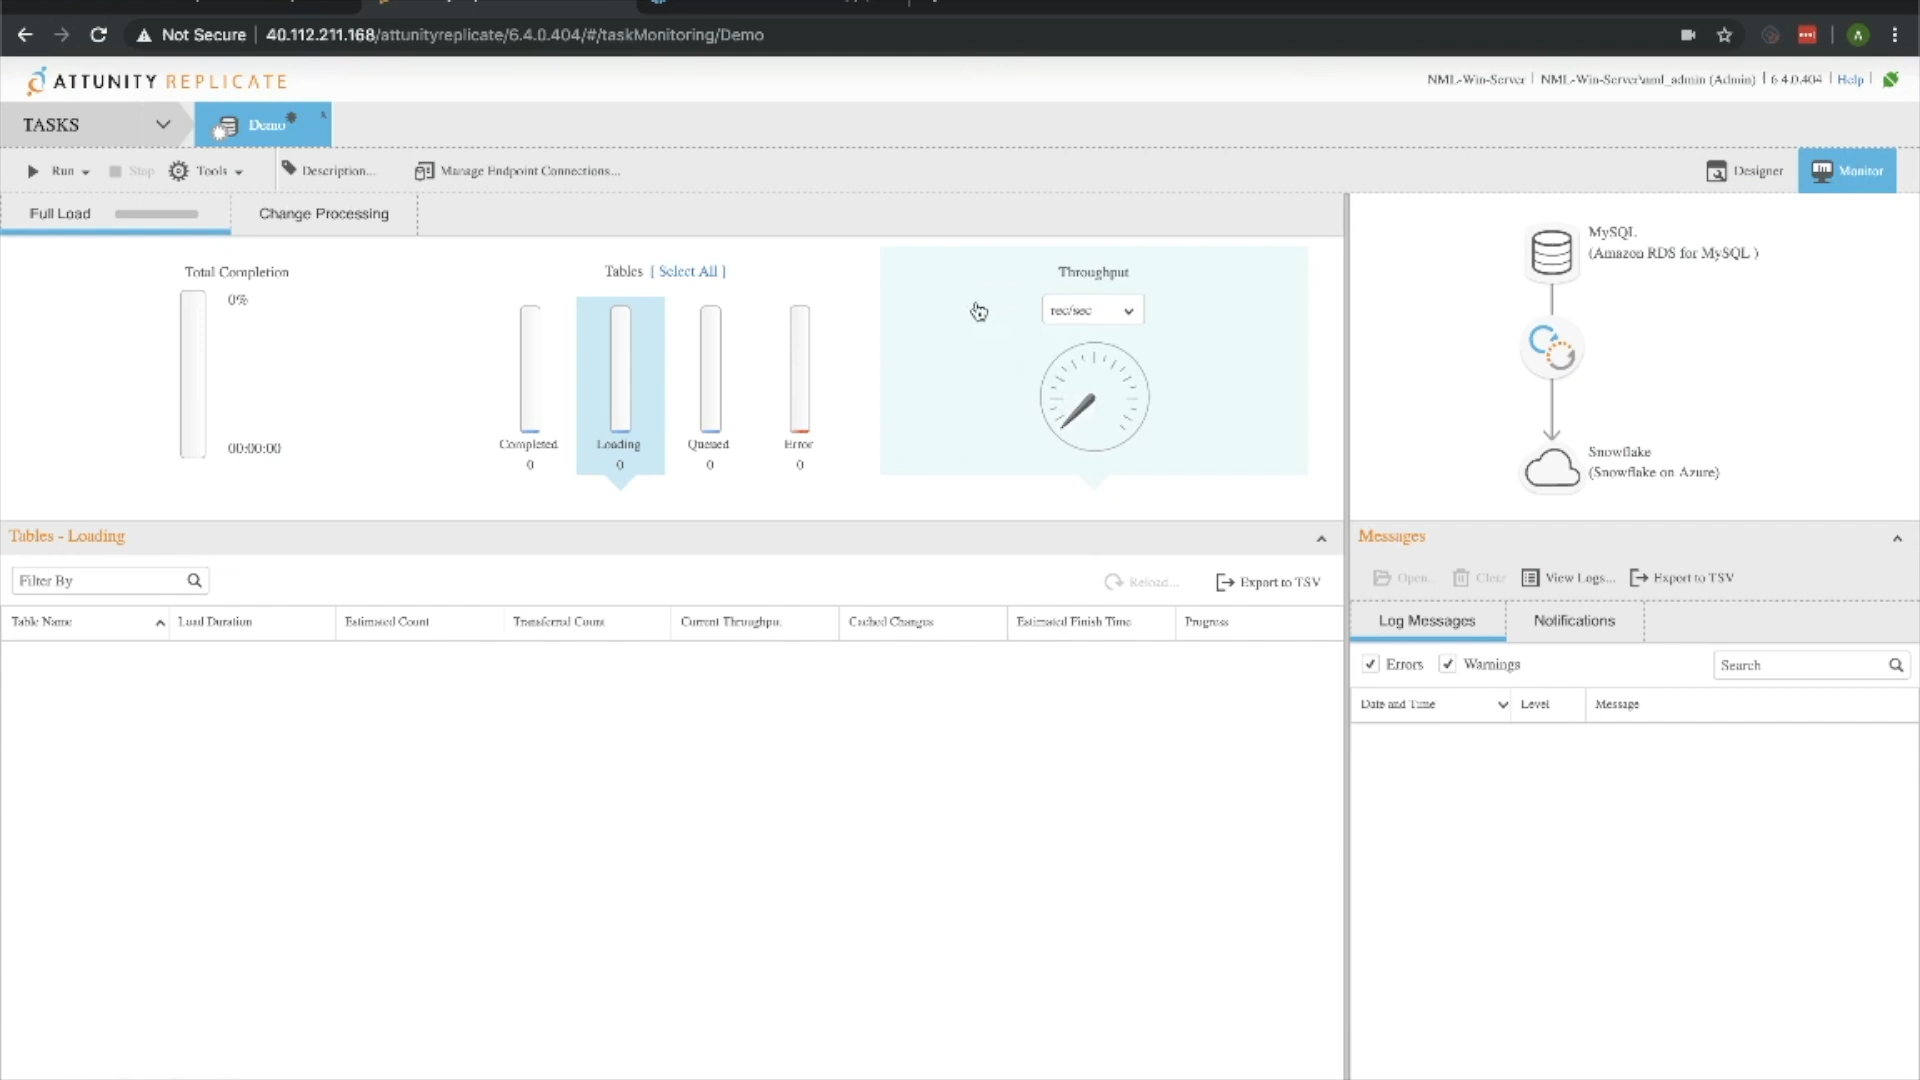 Not Secure 40.112.211.168/attunityreplicate/6.4.0.404/#/taskMonitoring/Demo A
ATTUNITY REPLICATE NML-Win-Server NML-Win-Server\nml_admin (Admin) 6.4.0.404 Help
TASKS Demo x
Run Stop Tools Description... Manage Endpoint Connections... Designer Monitor
Full Load Change Processing
MySQL
(Amazon RDS for MySQL )
Total Completion Tables [ Select All ] Throughput
0% rec/sec
Completed Loading Queued Error
00:00:00 0 0 0 0
Snowflake
(Snowflake on Azure)
Tables - Loading Messages
Filter By Reload... Export to TSV Open... Clear View Logs... Export to TSV
Table Name Load Duration Estimated Count Transferred Count Current Throughput Cached Changes Estimated Finish Time Progress Log Messages Notifications
Errors Warnings Search
Date and Time Level Message